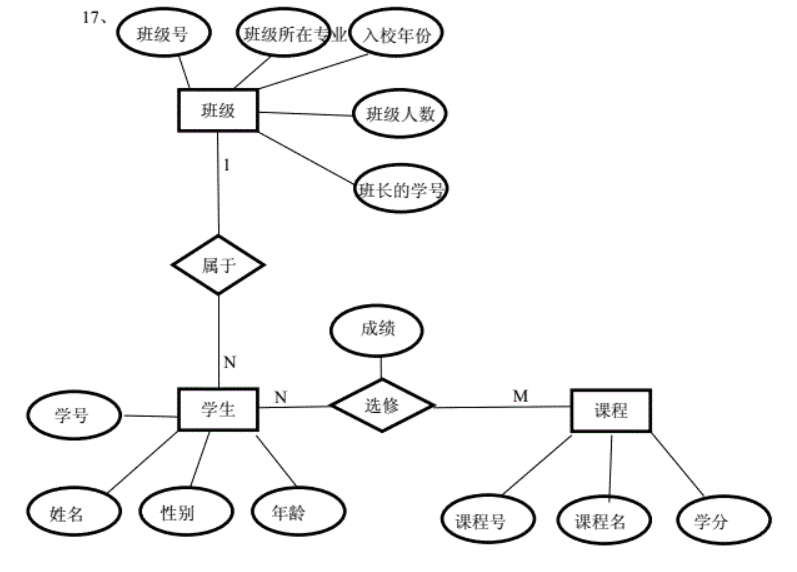 17、
班级号
班级所在专业
入校年份
班级
班级人数
1
班长的学号
属于
成绩
N
学生
N
选修
M
课程
学号
姓名
性别
年龄
课程号
课程名
学分